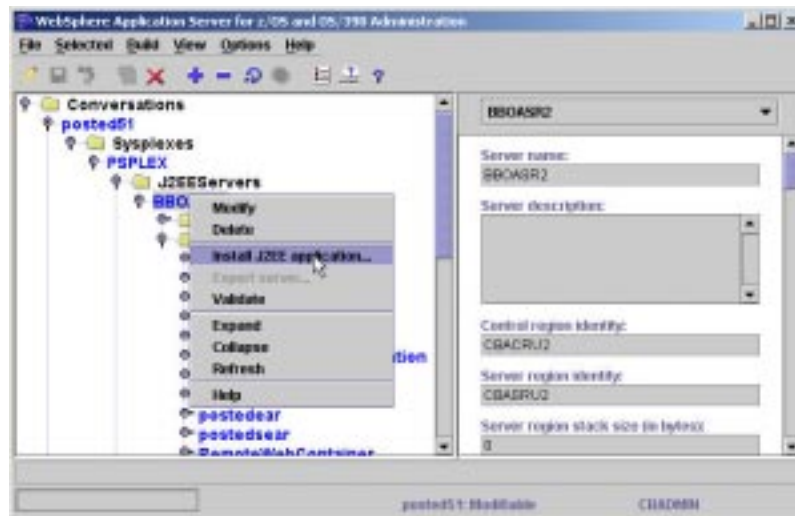 WebSphere Application Server for z/OS and OS/390 Administration
File Selected Build View Options Help
Conversations
posted51
Sysplexes
PSPLEX
J2EEServers
BBO
Modify
Delete
Install J2EE application...
Export server...
Validate
Expand
Collapse
Refresh
Help
tion
postedear
postedsear
RemoteWebContainer
BBOASR2
Server name:
BBOASR2
Server description:
Control region identity:
CBACRU2
Server region identity:
CBASRU2
Server region stack size (in bytes):
0
posted51: Modifiable CBADMIN